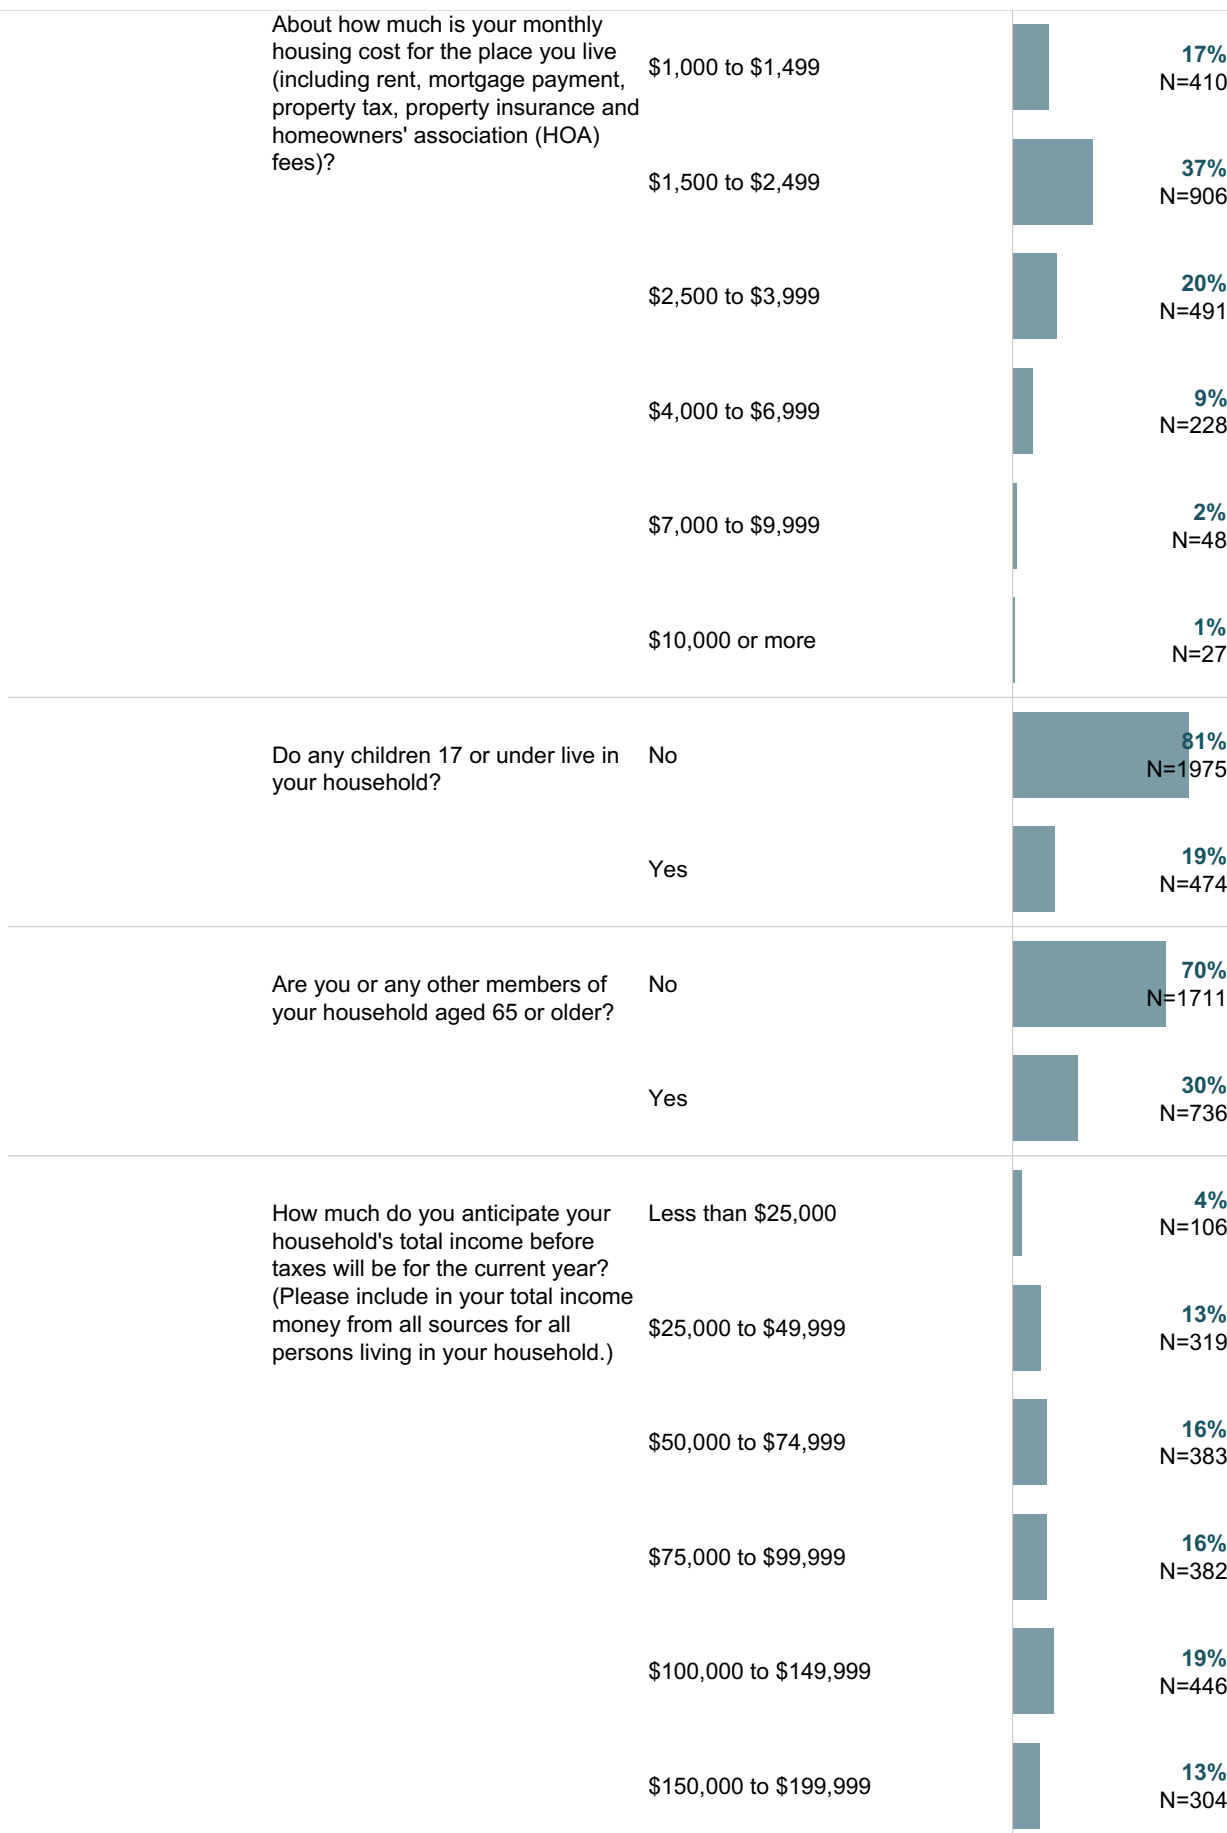 About how much is your monthly
housing cost for the place you live
(including rent, mortgage payment,
property tax, property insurance and
homeowners' association (HOA)
fees)?
$1,000 to $1,499
17%
N=410
$1,500 to $2,499
37%
N=906
$2,500 to $3,999
20%
N=491
$4,000 to $6,999
9%
N=228
$7,000 to $9,999
2%
N=48
$10,000 or more
1%
N=27
Do any children 17 or under live in
your household?
No
81%
N=1975
Yes
19%
N=474
Are you or any other members of
your household aged 65 or older?
No
70%
N=1711
Yes
30%
N=736
How much do you anticipate your
household's total income before
taxes will be for the current year?
(Please include in your total income
money from all sources for all
persons living in your household.)
Less than $25,000
4%
N=106
$25,000 to $49,999
13%
N=319
$50,000 to $74,999
16%
N=383
$75,000 to $99,999
16%
N=382
$100,000 to $149,999
19%
N=446
$150,000 to $199,999
13%
N=304